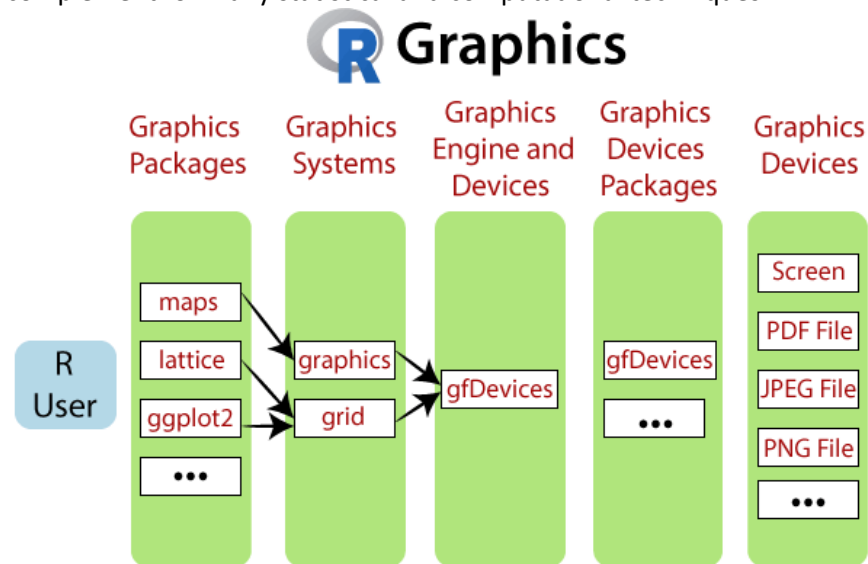 R Graphics
Graphics
Packages
Graphics
Systems
Graphics
Engine and
Devices
Graphics
Devices
Packages
Graphics
Devices
R
User
maps
lattice
ggplot2
•••
graphics
grid
gfDevices
gfDevices
•••
Screen
PDF File
JPEG File
PNG File
•••